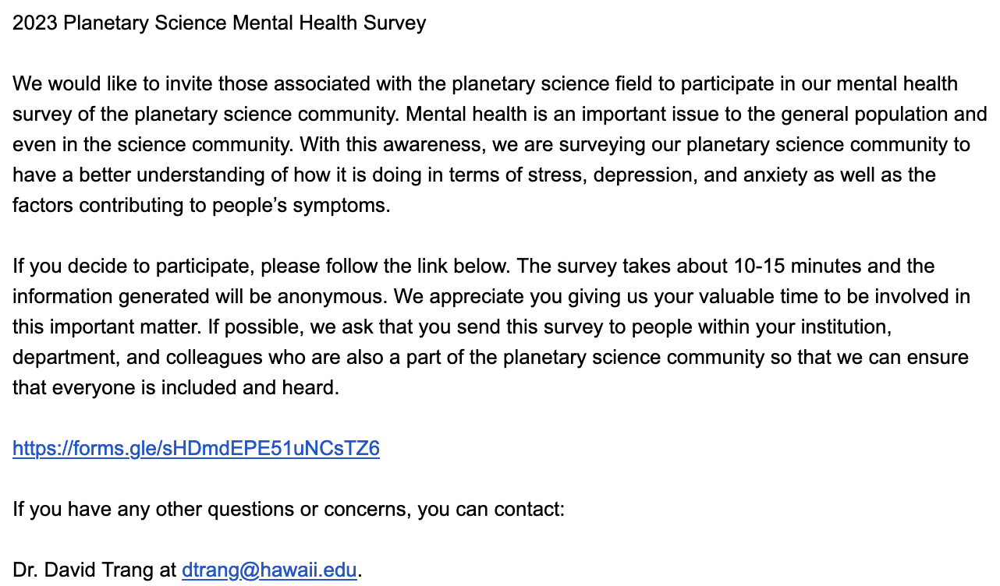 2023 Planetary Science Mental Health Survey
We would like to invite those associated with the planetary science field to participate in our mental health
survey of the planetary science community. Mental health is an important issue to the general population and
even in the science community. With this awareness, we are surveying our planetary science community to
have a better understanding of how it is doing in terms of stress, depression, and anxiety as well as the
factors contributing to people’s symptoms.
If you decide to participate, please follow the link below. The survey takes about 10-15 minutes and the
information generated will be anonymous. We appreciate you giving us your valuable time to be involved in
this important matter. If possible, we ask that you send this survey to people within your institution,
department, and colleagues who are also a part of the planetary science community so that we can ensure
that everyone is included and heard.
https://forms.gle/sHDmdEPE51uNCsTZ6
If you have any other questions or concerns, you can contact:
Dr. David Trang at dtrang@hawaii.edu.